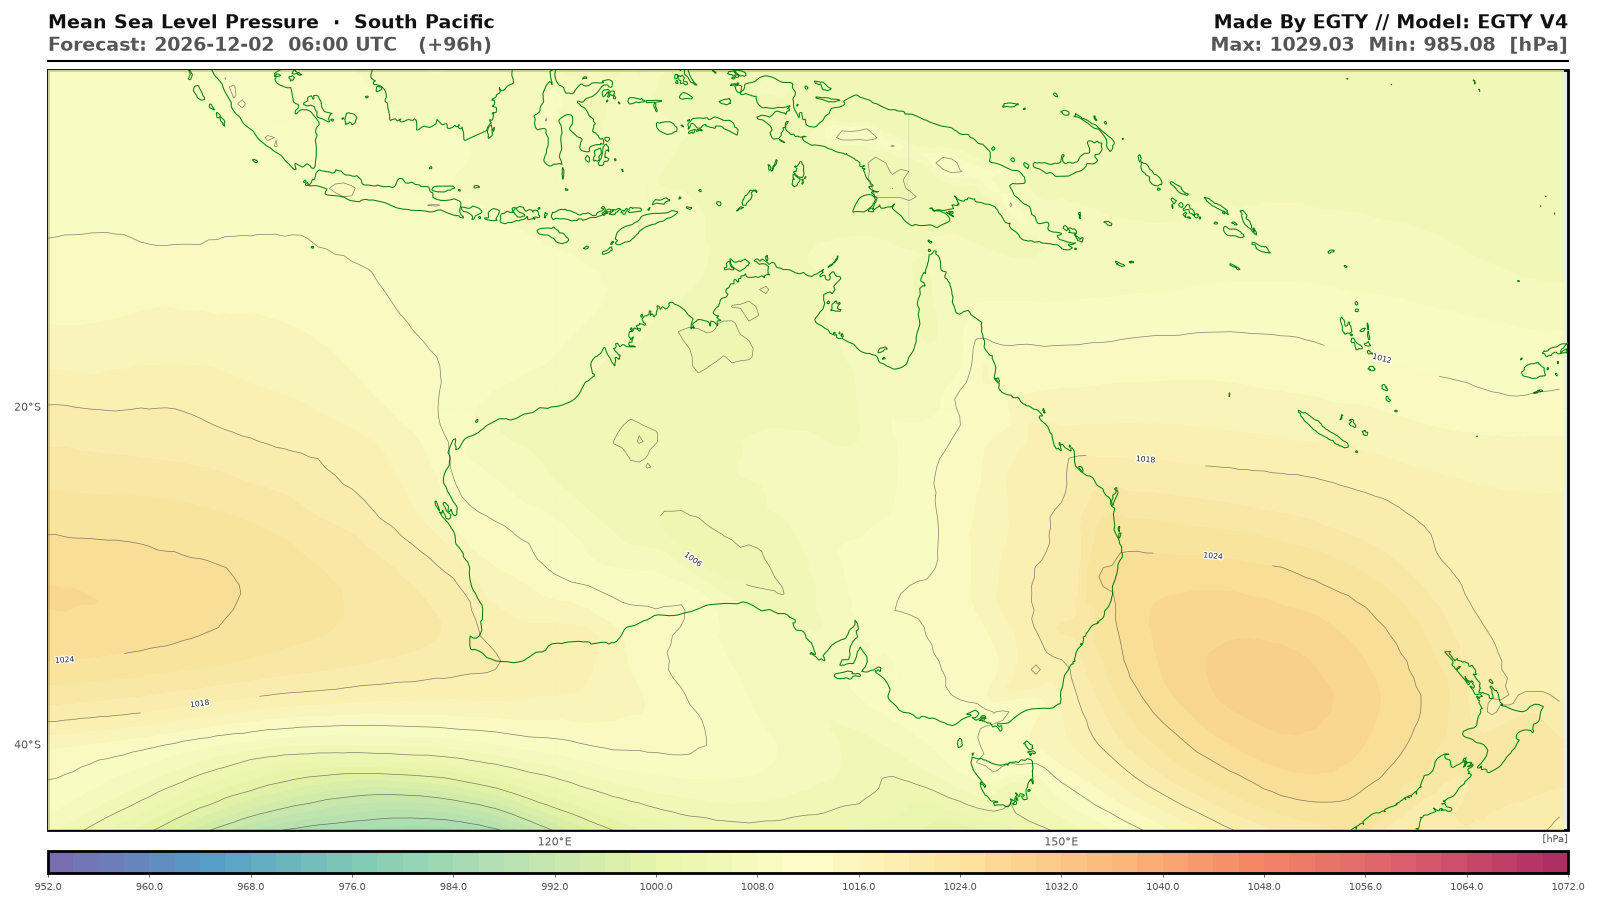 Mean Sea Level Pressure · South Pacific
Made By EGTY // Model: EGTY V4
Forecast: 2026-12-02 06:00 UTC (+96h)
Max: 1029.03 Min: 985.08 [hPa]
1012
20°S
1018
1024
1006
1024
1018
40°S
120°E
150°E
[hPa]
952.0 960.0 968.0 976.0 984.0 992.0 1000.0 1008.0 1016.0 1024.0 1032.0 1040.0 1048.0 1056.0 1064.0 1072.0